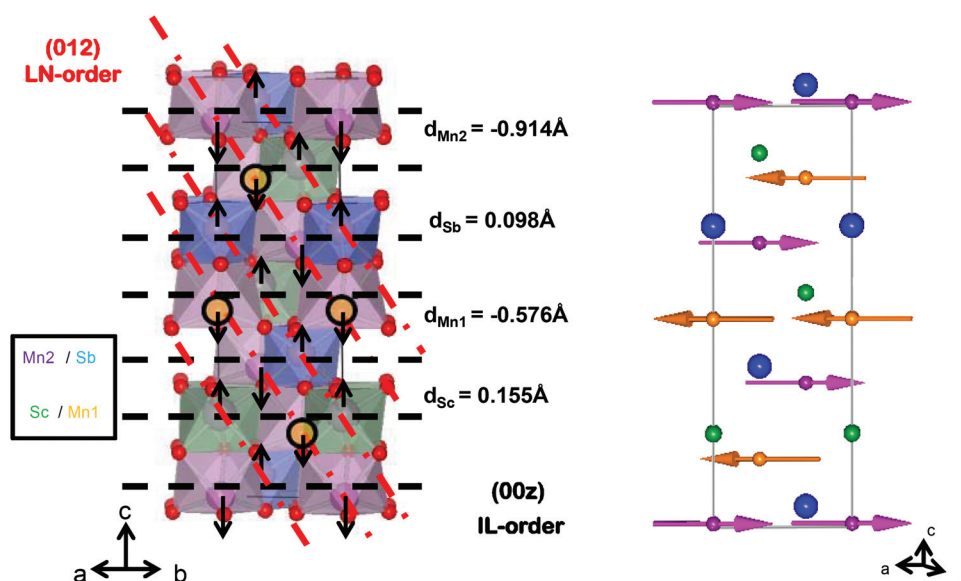 (012)
LN-order
dMn2 = -0.914Å
dSb = 0.098Å
dMn1 = -0.576Å
dSc = 0.155Å
Mn2 / Sb
Sc / Mn1
(00z)
IL-order
c
a
b
c
a